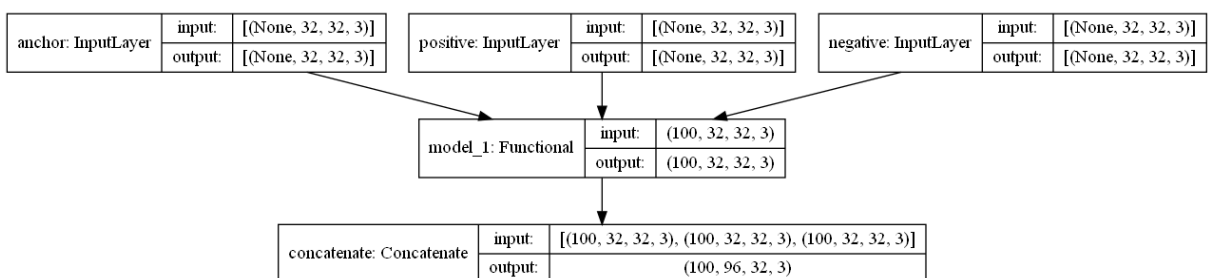 anchor: InputLayer input: [(None, 32, 32, 3)] output: [(None, 32, 32, 3)]
positive: InputLayer input: [(None, 32, 32, 3)] output: [(None, 32, 32, 3)]
negative: InputLayer input: [(None, 32, 32, 3)] output: [(None, 32, 32, 3)]
model_1: Functional input: (100, 32, 32, 3) output: (100, 32, 32, 3)
concatenate: Concatenate input: [(100, 32, 32, 3), (100, 32, 32, 3), (100, 32, 32, 3)] output: (100, 96, 32, 3)